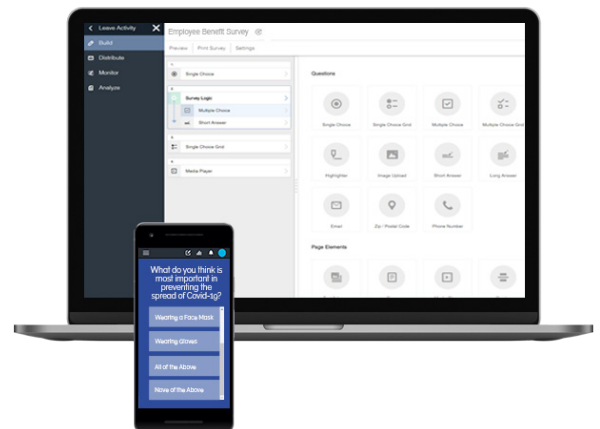 Leave Activity
Build
Distribute
Monitor
Analyze
Employee Benefit Survey
Preview
Print Survey
Settings
Single Choice
Survey Logic
Multiple Choice
Short Answer
Single Choice Grid
Media Player
Questions
Single Choice
Single Choice Grid
Multiple Choice
Multiple Choice Grid
Highlighter
Image Upload
Short Answer
Long Answer
Email
Zip - Postal Code
Phone Number
Page Elements
What do you think is
most important in
preventing the
spread of Covid-19?
Wearing a Face Mask
Wearing Gloves
All of the Above
None of the Above